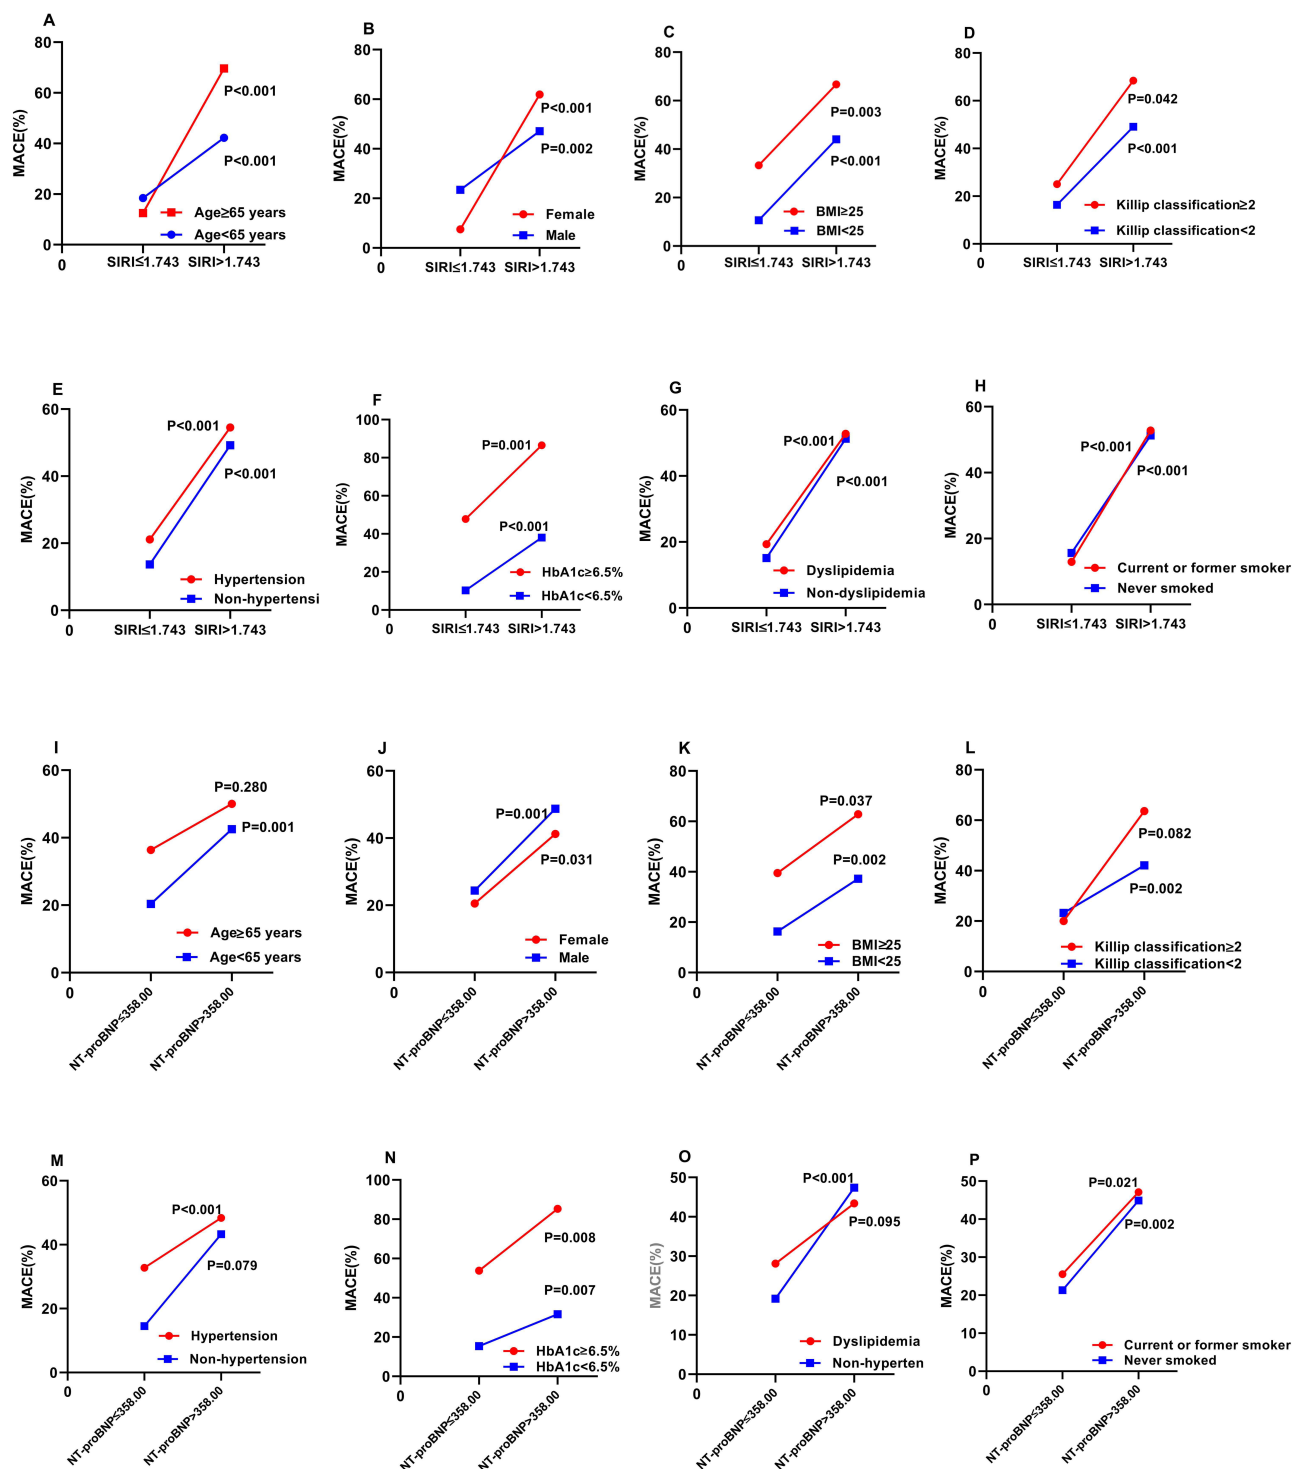 A
MACE(%)
80
60
40
20
0
0
P<0.001
P<0.001
Age≥65 years
Age<65 years
SIRI≤1.743 SIRI>1.743
B
MACE(%)
80
60
40
20
0
0
P<0.001
P=0.002
Female
Male
SIRI≤1.743 SIRI>1.743
C
MACE(%)
80
60
40
20
0
0
P=0.003
P<0.001
BMI≥25
BMI<25
SIRI≤1.743 SIRI>1.743
D
MACE(%)
80
60
40
20
0
0
P=0.042
P<0.001
Killip classification≥2
Killip classification<2
SIRI≤1.743 SIRI>1.743
E
MACE(%)
60
40
20
0
0
P<0.001
P<0.001
Hypertension
Non-hypertensi
SIRI≤1.743 SIRI>1.743
F
MACE(%)
100
80
60
40
20
0
0
P=0.001
P<0.001
HbA1c≥6.5%
HbA1c<6.5%
SIRI≤1.743 SIRI>1.743
G
MACE(%)
60
40
20
0
0
P<0.001
P<0.001
Dyslipidemia
Non-dyslipidemia
SIRI≤1.743 SIRI>1.743
H
MACE(%)
60
40
20
0
0
P<0.001
P<0.001
Current or former smoker
Never smoked
SIRI≤1.743 SIRI>1.743
I
MACE(%)
60
40
20
0
0
P=0.280
P=0.001
Age≥65 years
Age<65 years
NT-proBNP≤358.00
NT-proBNP>358.00
J
MACE(%)
60
40
20
0
0
P=0.001
P=0.031
Female
Male
NT-proBNP≤358.00
NT-proBNP>358.00
K
MACE(%)
80
60
40
20
0
0
P=0.037
P=0.002
BMI≥25
BMI<25
NT-proBNP≤358.00
NT-proBNP>358.00
L
MACE(%)
80
60
40
20
0
0
P=0.082
P=0.002
Killip classification≥2
Killip classification<2
NT-proBNP≤358.00
NT-proBNP>358.00
M
MACE(%)
60
40
20
0
0
P<0.001
P=0.079
Hypertension
Non-hypertension
NT-proBNP≤358.00
NT-proBNP>358.00
N
MACE(%)
100
80
60
40
20
0
0
P=0.008
P=0.007
HbA1c≥6.5%
HbA1c<6.5%
NT-proBNP≤358.00
NT-proBNP>358.00
O
MACE(%)
50
40
30
20
10
0
0
P<0.001
P=0.095
Dyslipidemia
Non-hyperten
NT-proBNP≤358.00
NT-proBNP>358.00
P
MACE(%)
50
40
30
20
10
0
0
P=0.021
P=0.002
Current or former smoker
Never smoked
NT-proBNP≤358.00
NT-proBNP>358.00